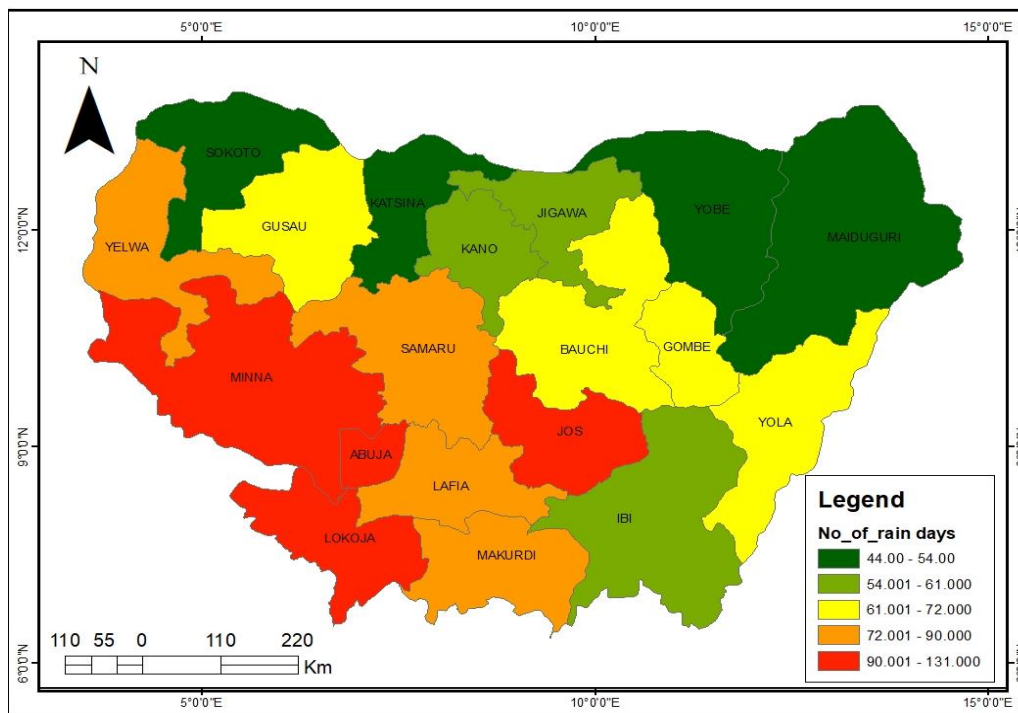 5°0'0"E 10°0'0"E 15°0'0"E
N
SOKOTO
KATSINA
YOBE
JIGAWA
GUSAU
MAIDUGURI
YELWA
KANO
12°0'0"N
SAMARU
BAUCHI
GOMBE
MINNA
YOLA
JOS
ABUJA
9°0'0"N
LAFIA
IBI
LOKOJA
MAKURDI
Legend
No_of_rain days
44.00 - 54.00
54.001 - 61.000
61.001 - 72.000
72.001 - 90.000
90.001 - 131.000
110 55 0 110 220
Km
6°0'0"N
5°0'0"E 10°0'0"E 15°0'0"E